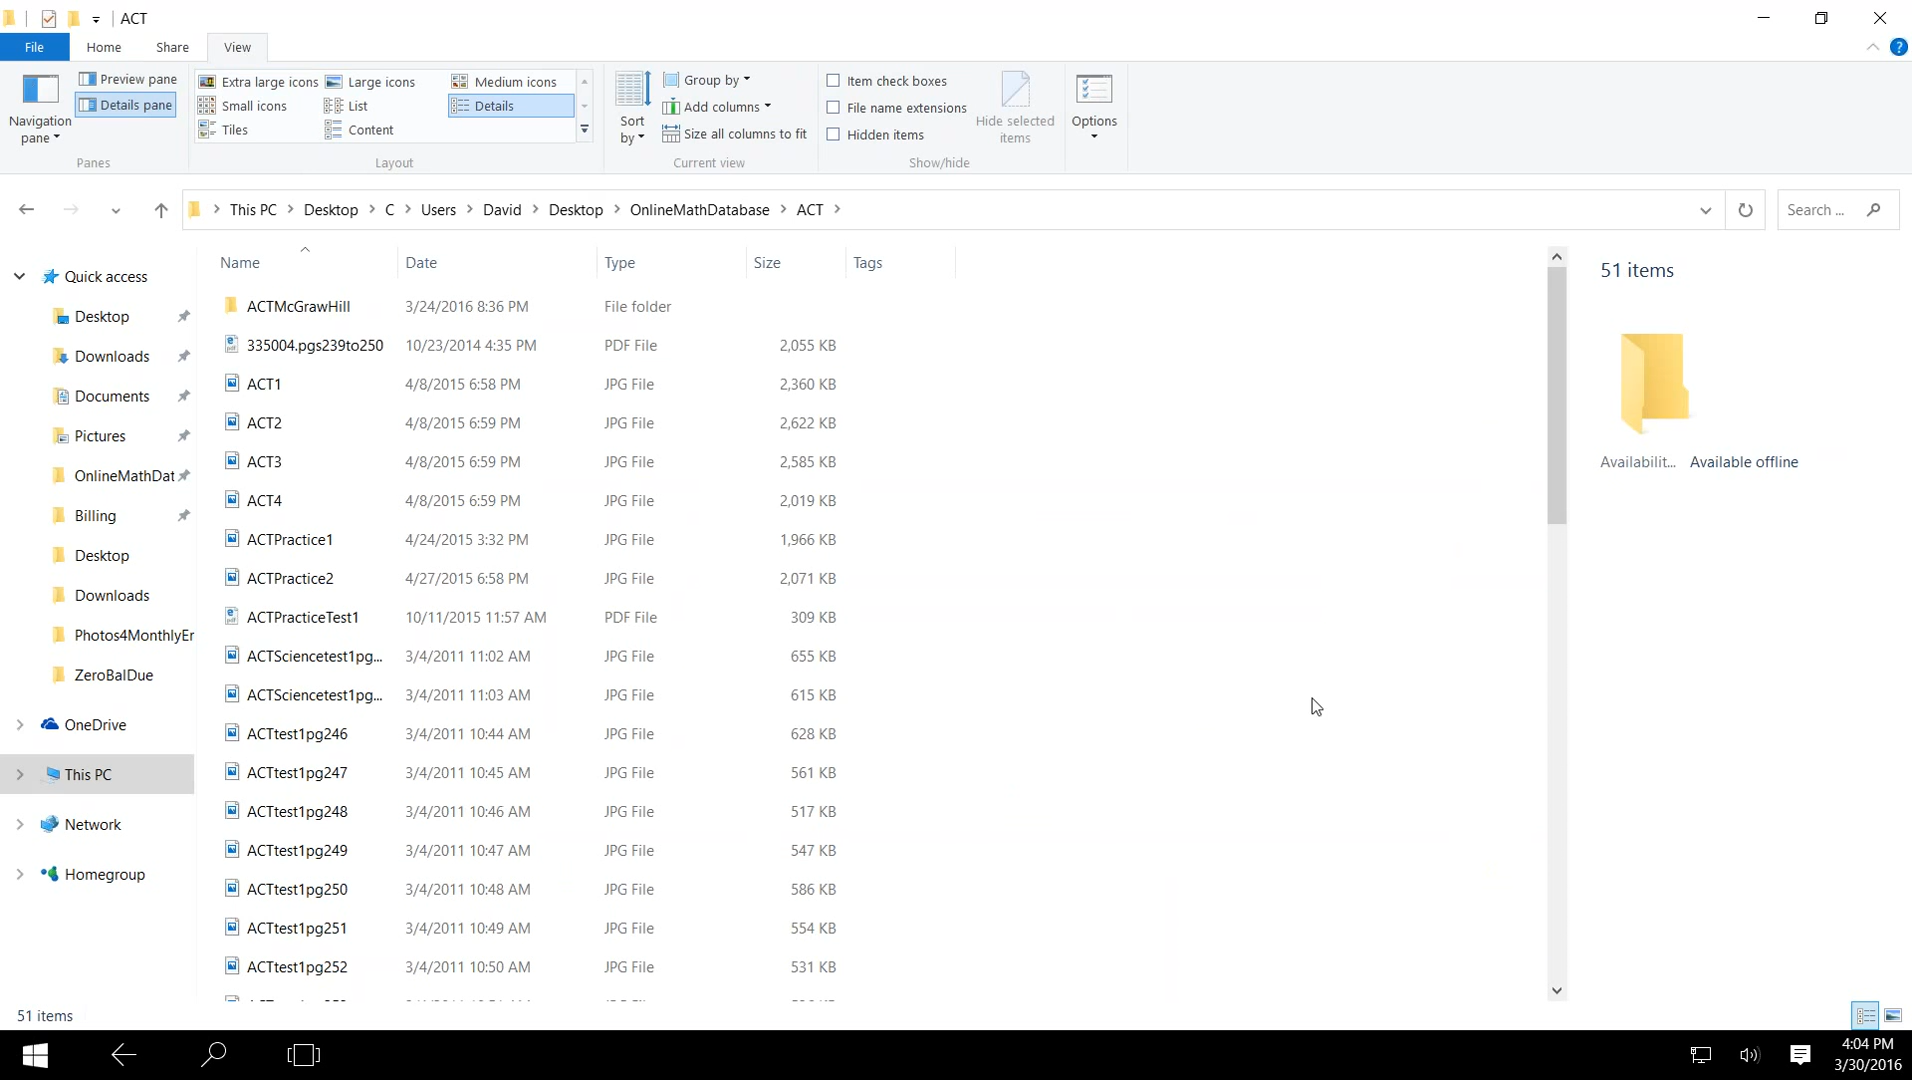 ACT
File Home Share View
Navigation pane
Preview pane
Details pane
Panes
Extra large icons Large icons Medium icons
Small icons List Details
Tiles Content
Layout
Sort by
Group by
Add columns
Size all columns to fit
Current view
Item check boxes
File name extensions
Hidden items
Hide selected items
Show/hide
Options
This PC Desktop C Users David Desktop OnlineMathDatabase ACT
Search ...
Quick access
Desktop
Downloads
Documents
Pictures
OnlineMathDat
Billing
Desktop
Downloads
Photos4MonthlyEr
ZeroBalDue
OneDrive
This PC
Network
Homegroup
Name Date Type Size Tags
ACTMcGrawHill 3/24/2016 8:36 PM File folder
335004.pgs239to250 10/23/2014 4:35 PM PDF File 2,055 KB
ACT1 4/8/2015 6:58 PM JPG File 2,360 KB
ACT2 4/8/2015 6:59 PM JPG File 2,622 KB
ACT3 4/8/2015 6:59 PM JPG File 2,585 KB
ACT4 4/8/2015 6:59 PM JPG File 2,019 KB
ACTPractice1 4/24/2015 3:32 PM JPG File 1,966 KB
ACTPractice2 4/27/2015 6:58 PM JPG File 2,071 KB
ACTPracticeTest1 10/11/2015 11:57 AM PDF File 309 KB
ACTSciencetest1pg... 3/4/2011 11:02 AM JPG File 655 KB
ACTSciencetest1pg... 3/4/2011 11:03 AM JPG File 615 KB
ACTtest1pg246 3/4/2011 10:44 AM JPG File 628 KB
ACTtest1pg247 3/4/2011 10:45 AM JPG File 561 KB
ACTtest1pg248 3/4/2011 10:46 AM JPG File 517 KB
ACTtest1pg249 3/4/2011 10:47 AM JPG File 547 KB
ACTtest1pg250 3/4/2011 10:48 AM JPG File 586 KB
ACTtest1pg251 3/4/2011 10:49 AM JPG File 554 KB
ACTtest1pg252 3/4/2011 10:50 AM JPG File 531 KB
51 items
Availabilit... Available offline
51 items
4:04 PM
3/30/2016